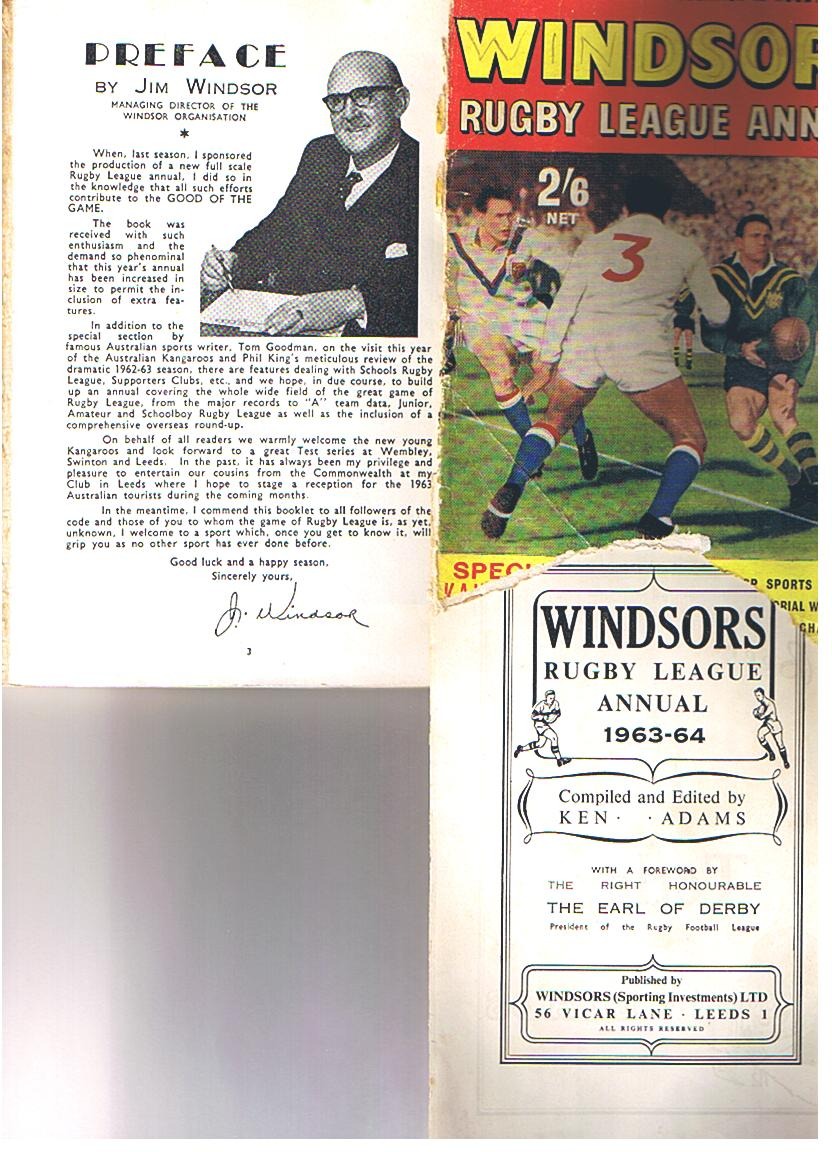 PREFACE
BY JIM WINDSOR
MANAGING DIRECTOR OF THE
WINDSOR ORGANISATION
*
When, last season, I sponsored
the production of a new full scale
Rugby League annual, I did so in
the knowledge that all such efforts
contribute to the GOOD OF THE
GAME.
The book was
received with such
enthusiasm and the
demand so phenominal
that this year's annual
has been increased in
size to permit the in-
clusion of extra fea-
tures.
In addition to the
special section by
famous Australian sports writer, Tom Goodman, on the visit this year
of the Australian Kangaroos and Phil King's meticulous review of the
dramatic 1962-63 season, there are features dealing with Schools Rugby
League, Supporters Clubs, etc., and we hope, in due course, to build
up an annual covering the whole wide field of the great game of
Rugby League, from the major records to "A" team data, Junior,
Amateur and Schoolboy Rugby League as well as the inclusion of a
comprehensive overseas round-up.
On behalf of all readers we warmly welcome the new young
Kangaroos and look forward to a great Test series at Wembley,
Swinton and Leeds. In the past, it has always been my privilege and
pleasure to entertain our cousins from the Commonwealth at my
Club in Leeds where I hope to stage a reception for the 1963
Australian tourists during the coming months.
In the meantime, I commend this booklet to all followers of the
code and those of you to whom the game of Rugby League is, as yet,
unknown, I welcome to a sport which, once you get to know it, will
grip you as no other sport has ever done before.
Good luck and a happy season,
Sincerely yours,
J. Windsor
3
WINDSOR
RUGBY LEAGUE ANN
2/6
NET
3
SPECI
SPORTS
WINDSORS
RUGBY LEAGUE
ANNUAL
1963-64
Compiled and Edited by
KEN · · ADAMS
WITH A FOREWORD BY
THE RIGHT HONOURABLE
THE EARL OF DERBY
President of the Rugby Football League
Published by
WINDSORS (Sporting Investments) LTD
56 VICAR LANE · LEEDS 1
ALL RIGHTS RESERVED